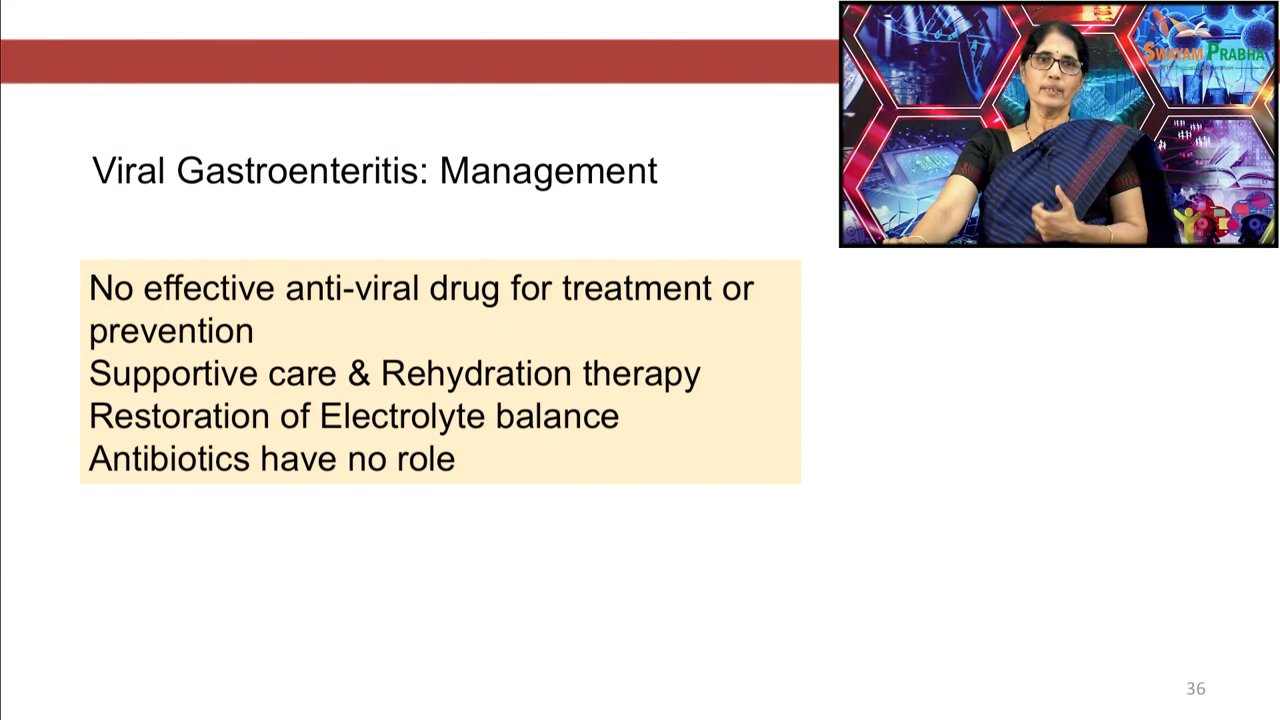 SWAYAM PRABHA
Viral Gastroenteritis: Management
No effective anti-viral drug for treatment or
prevention
Supportive care & Rehydration therapy
Restoration of Electrolyte balance
Antibiotics have no role
36